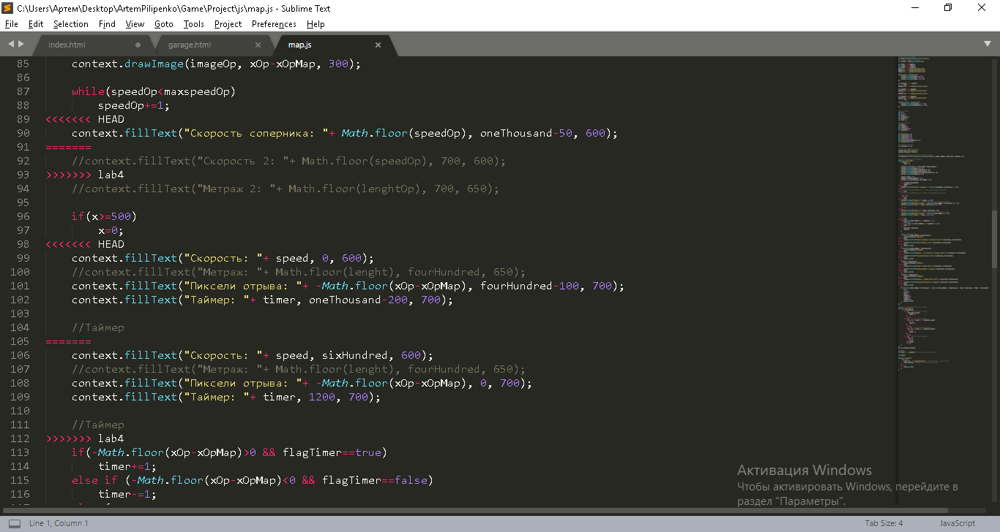 C:\Users\Артем\Desktop\ArtemPilipenko\Game\Project\js\map.js - Sublime Text
File Edit Selection Find View Goto Tools Project Preferences Help
index.html garage.html map.js
85 context.drawImage(imageOp, xOp-xOpMap, 300);
86
87 while(speedOp<maxspeedOp)
88 speedOp+=1;
89 <<<<<<< HEAD
90 context.fillText("Скорость соперника: "+ Math.floor(speedOp), oneThousand-50, 600);
91 =======
92 //context.fillText("Скорость 2: "+ Math.floor(speedOp), 700, 600);
93 >>>>>>> lab4
94 //context.fillText("Метраж 2: "+ Math.floor(lenghtOp), 700, 650);
95
96 if(x>=500)
97 x=0;
98 <<<<<<< HEAD
99 context.fillText("Скорость: "+ speed, 0, 600);
100 //context.fillText("Метраж: "+ Math.floor(lenght), fourHundred, 650);
101 context.fillText("Пиксели отрыва: "+ -Math.floor(xOp-xOpMap), fourHundred-100, 700);
102 context.fillText("Таймер: "+ timer, oneThousand-200, 700);
103
104 //Таймер
105 =======
106 context.fillText("Скорость: "+ speed, sixHundred, 600);
107 //context.fillText("Метраж: "+ Math.floor(lenght), fourHundred, 650);
108 context.fillText("Пиксели отрыва: "+ -Math.floor(xOp-xOpMap), 0, 700);
109 context.fillText("Таймер: "+ timer, 1200, 700);
110
111 //Таймер
112 >>>>>>> lab4
113 if(-Math.floor(xOp-xOpMap)>0 && flagTimer==true)
114 timer+=1;
115 else if (-Math.floor(xOp-xOpMap)<0 && flagTimer==false)
116 timer-=1;
Активация Windows
Чтобы активировать Windows, перейдите в
раздел "Параметры".
Line 1, Column 1 Tab Size: 4 JavaScript